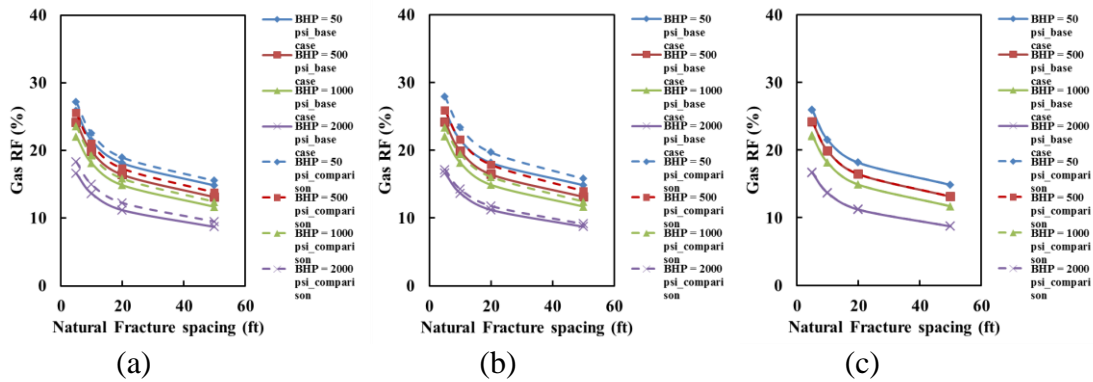 40
30
20
10
0
Gas RF (%)
0 20 40 60
Natural Fracture spacing (ft)
BHP = 50
psi_base
case
BHP = 500
psi_base
case
BHP = 1000
psi_base
case
BHP = 2000
psi_base
case
BHP = 50
psi_compari
son
BHP = 500
psi_compari
son
BHP = 1000
psi_compari
son
BHP = 2000
psi_compari
son
(a)
40
30
20
10
0
Gas RF (%)
0 20 40 60
Natural Fracture spacing (ft)
BHP = 50
psi_base
case
BHP = 500
psi_base
case
BHP = 1000
psi_base
case
BHP = 2000
psi_base
case
BHP = 50
psi_compari
son
BHP = 500
psi_compari
son
BHP = 1000
psi_compari
son
BHP = 2000
psi_compari
son
(b)
40
30
20
10
0
Gas RF (%)
0 20 40 60
Natural Fracture spacing (ft)
BHP = 50
psi_base
case
BHP = 500
psi_base
case
BHP = 1000
psi_base
case
BHP = 2000
psi_base
case
BHP = 50
psi_compari
son
BHP = 500
psi_compari
son
BHP = 1000
psi_compari
son
BHP = 2000
psi_compari
son
(c)